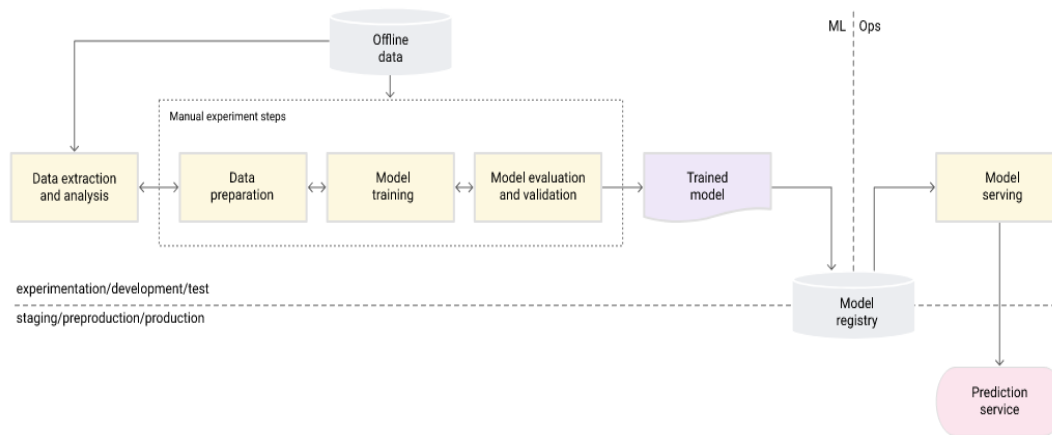 Offline
data
ML
Ops
Manual experiment steps
Data extraction
and analysis
Data
preparation
Model
training
Model evaluation
and validation
Trained
model
Model
serving
experimentation/development/test
staging/preproduction/production
Model
registry
Prediction
service